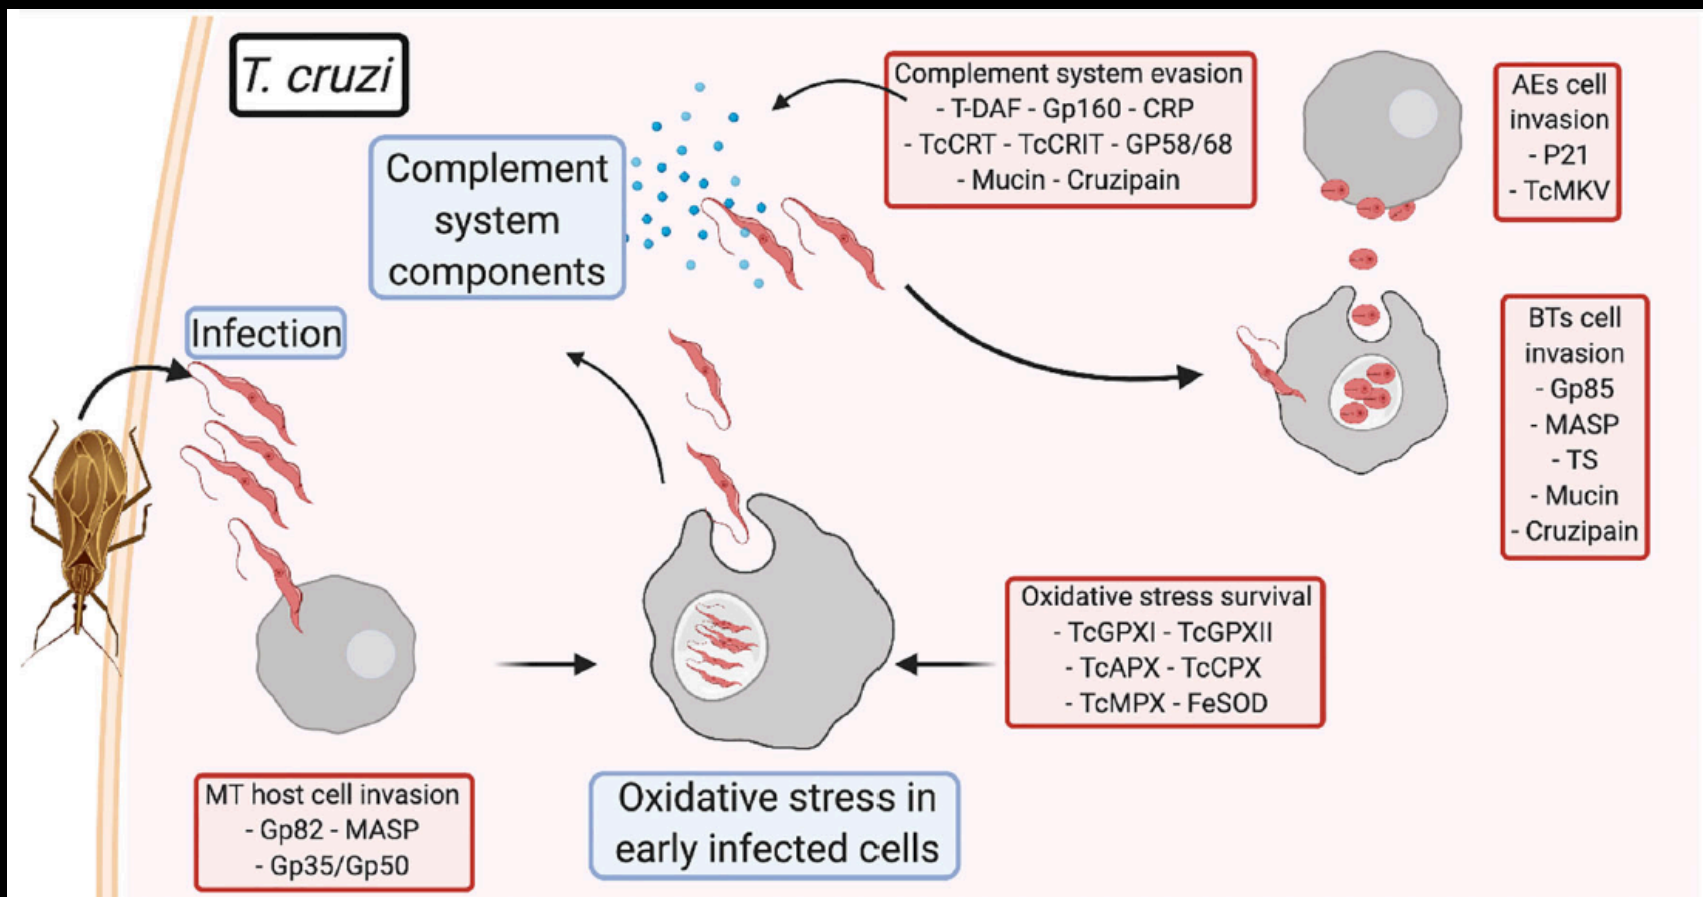 T. cruzi
Complement system evasion
- T-DAF - Gp160 - CRP
- TcCRT - TcCRIT - GP58/68
- Mucin - Cruzipain
AEs cell
invasion
- P21
- TcMKV
Complement
system
components
Infection
BTs cell
invasion
- Gp85
- MASP
- TS
- Mucin
- Cruzipain
Oxidative stress survival
- TcGPXI - TcGPXII
- TcAPX - TcCPX
- TcMPX - FeSOD
MT host cell invasion
- Gp82 - MASP
- Gp35/Gp50
Oxidative stress in
early infected cells